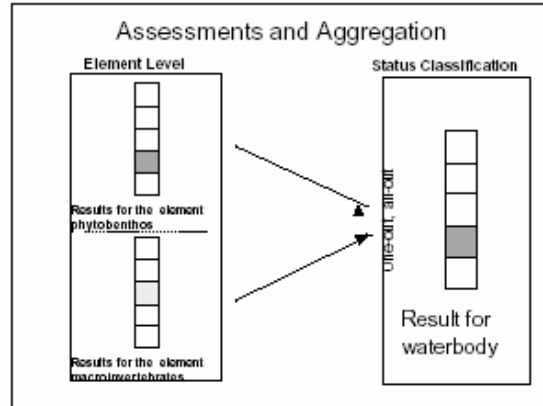 Assessments and Aggregation
Element Level
Status Classification
Results for the element
phytobenthos
Results for the element
macroinvertebrates
One-out, all-out
Result for
waterbody